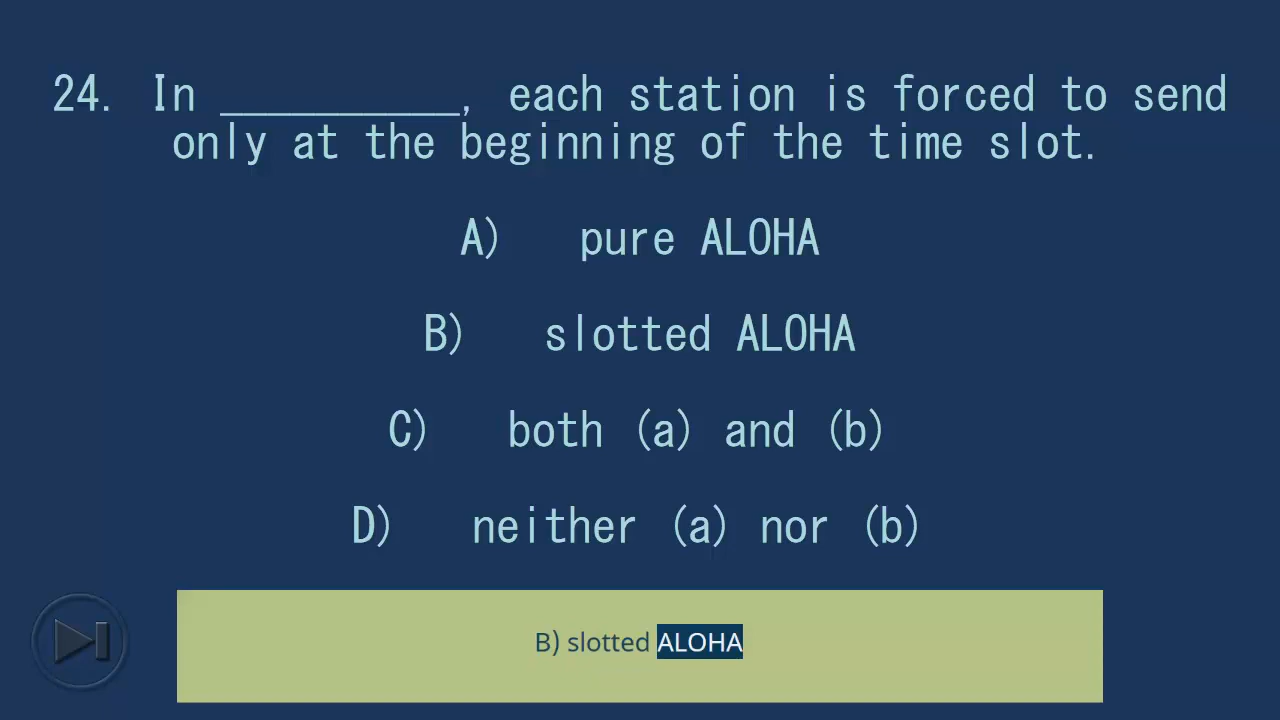 24. In __________, each station is forced to send
only at the beginning of the time slot.
A) pure ALOHA
B) slotted ALOHA
C) both (a) and (b)
D) neither (a) nor (b)
B) slotted ALOHA